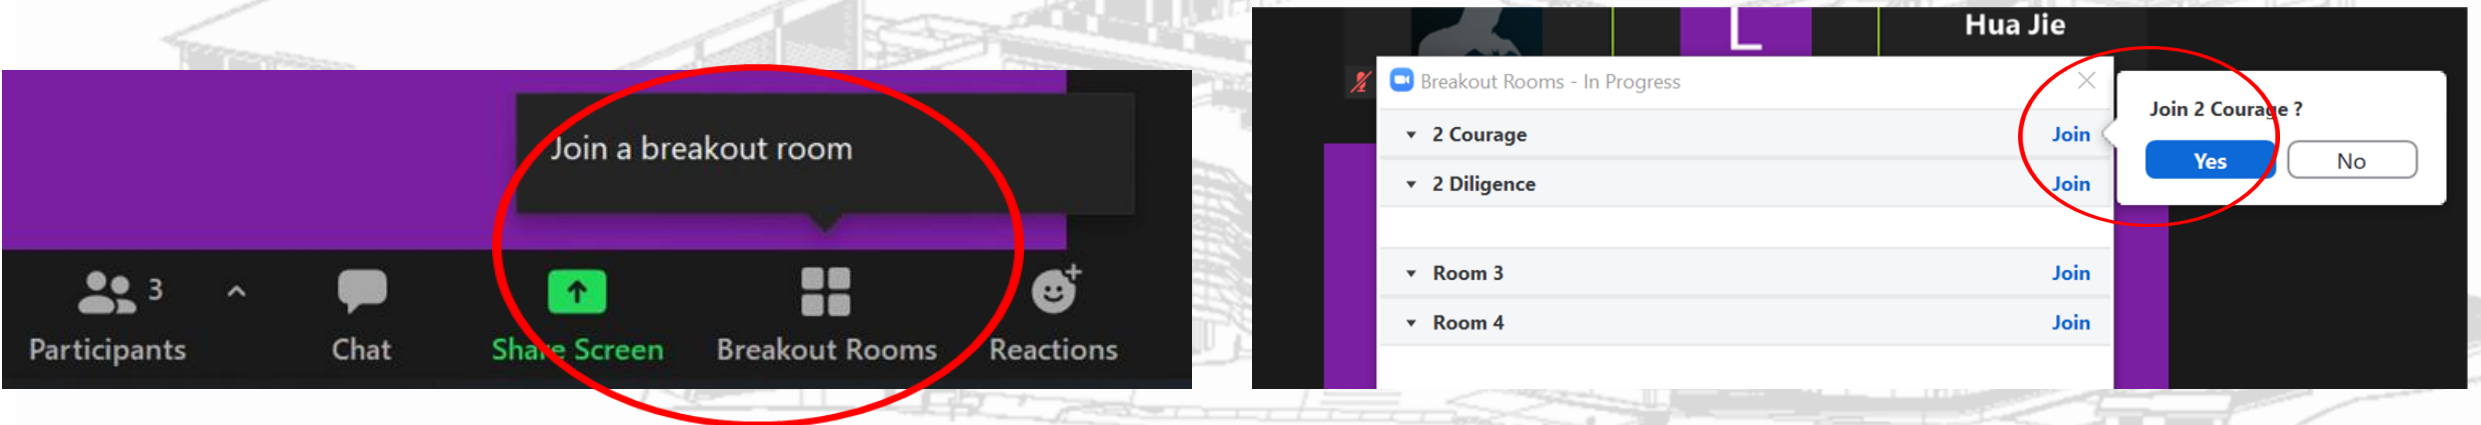 Join a breakout room
3
Participants
Chat
Share Screen
Breakout Rooms
Reactions
L
Hua Jie
Breakout Rooms - In Progress
2 Courage Join
2 Diligence Join
Room 3 Join
Room 4 Join
Join 2 Courage ?
Yes No